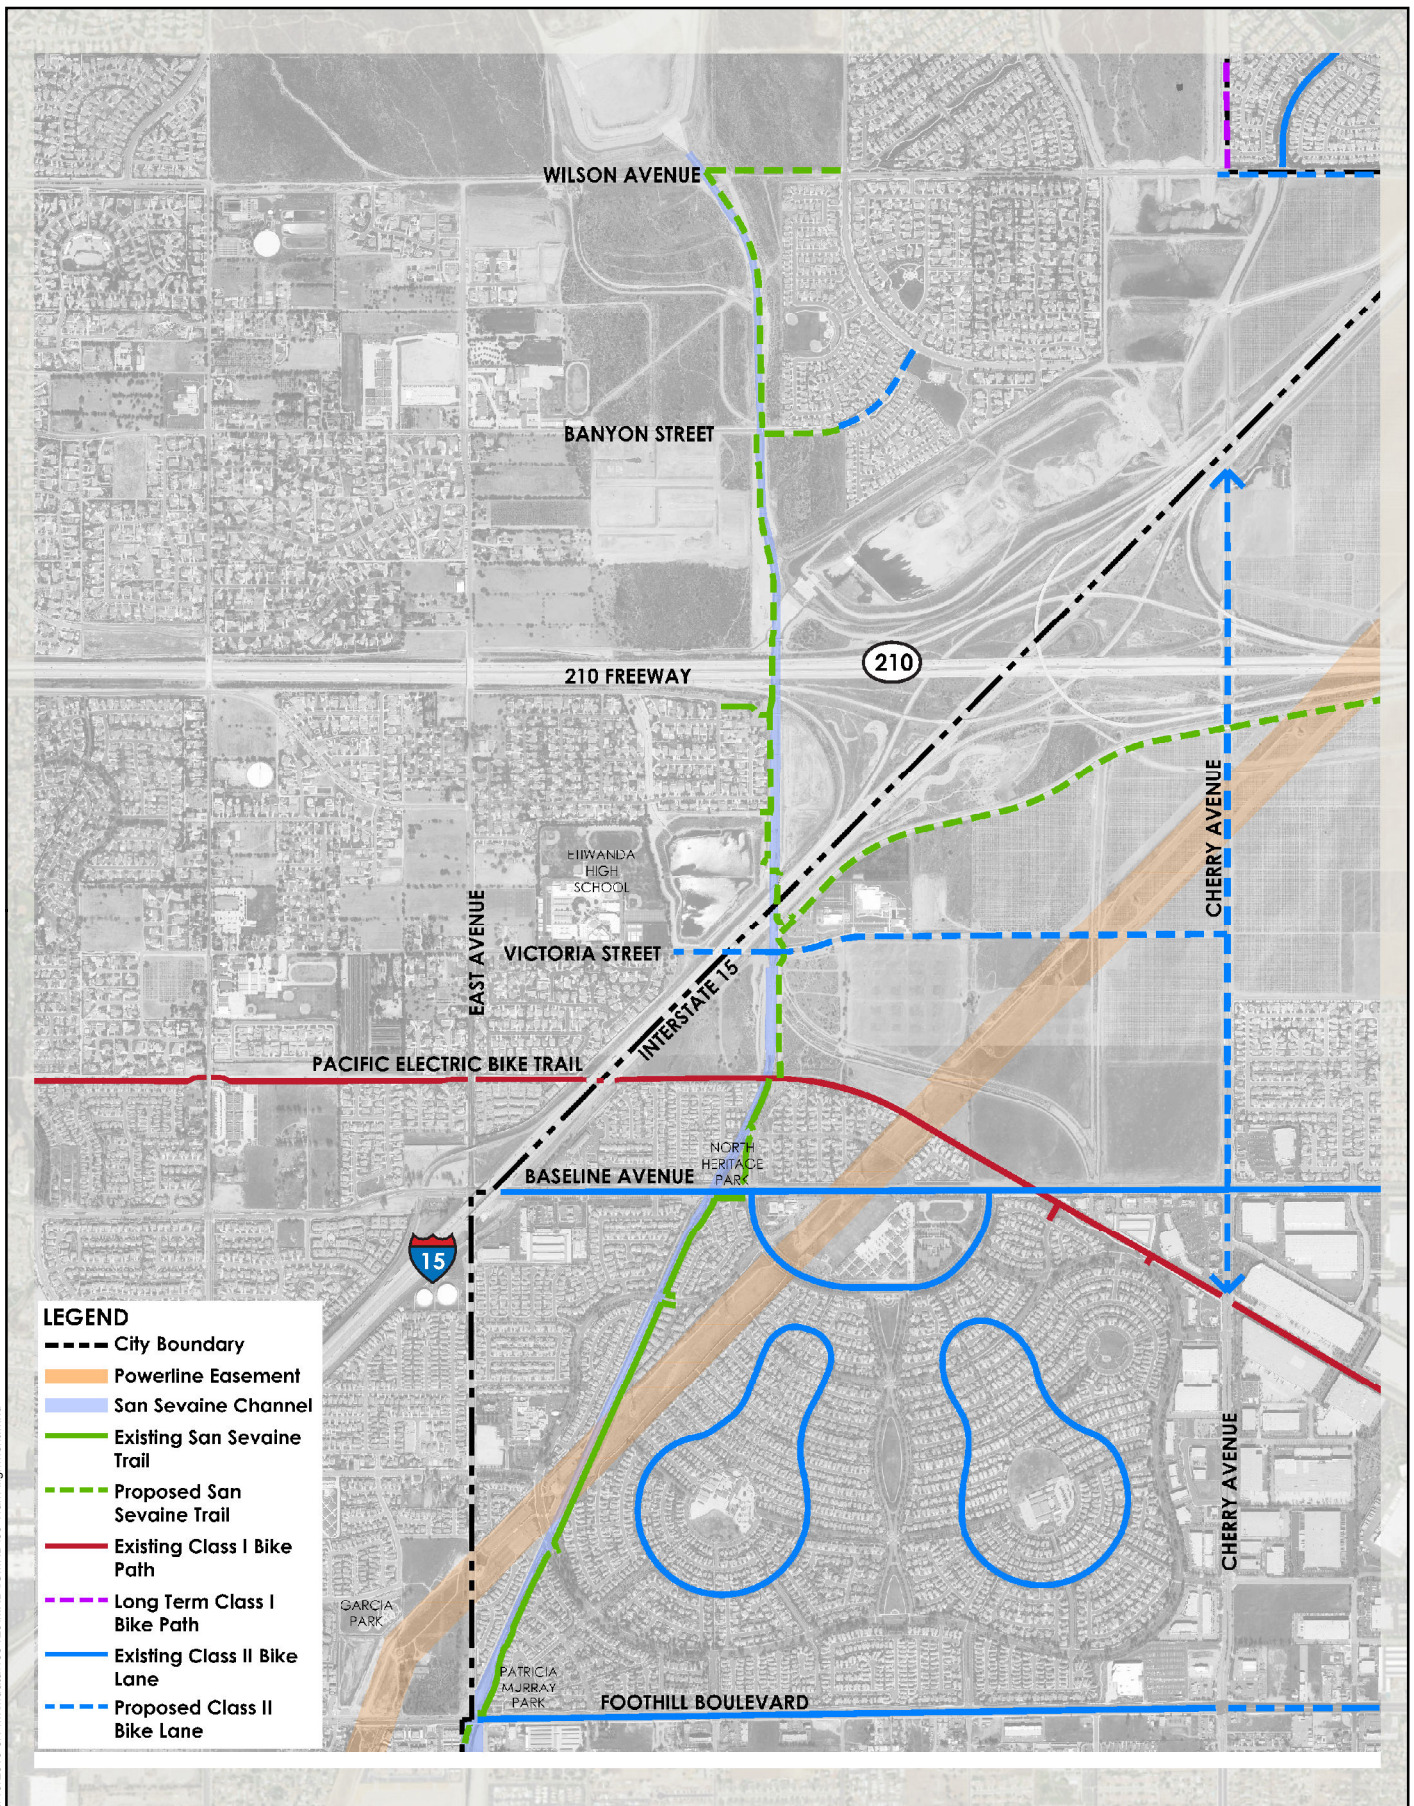 WILSON AVENUE
BANYON STREET
210 FREEWAY
210
CHERRY AVENUE
ETIWANDA
HIGH
SCHOOL
EAST AVENUE
VICTORIA STREET
INTERSTATE 15
PACIFIC ELECTRIC BIKE TRAIL
NORTH
HERITAGE
PARK
BASELINE AVENUE
15
LEGEND
City Boundary
Powerline Easement
San Sevaine Channel
Existing San Sevaine
Trail
Proposed San
Sevaine Trail
Existing Class I Bike
Path
Long Term Class I
Bike Path
Existing Class II Bike
Lane
Proposed Class II
Bike Lane
GARCIA
PARK
CHERRY AVENUE
PATRICIA
MURRAY
PARK
FOOTHILL BOULEVARD